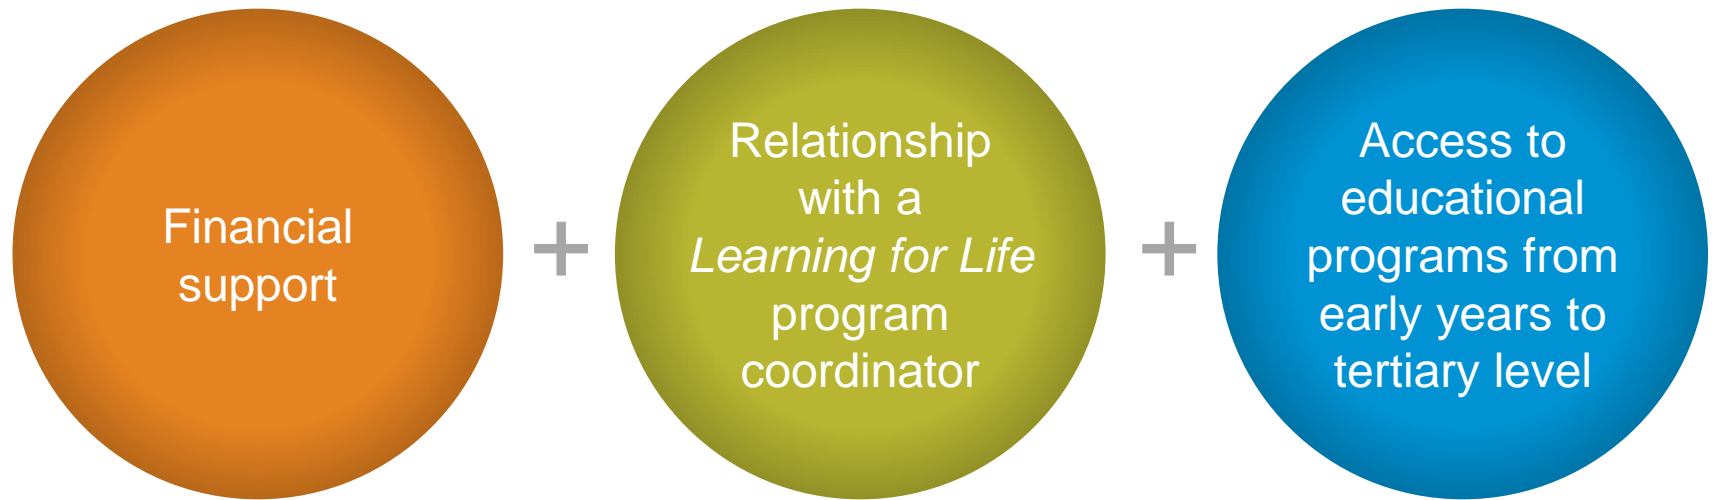 Financial
support
+
Relationship
with a
Learning for Life
program
coordinator
+
Access to
educational
programs from
early years to
tertiary level